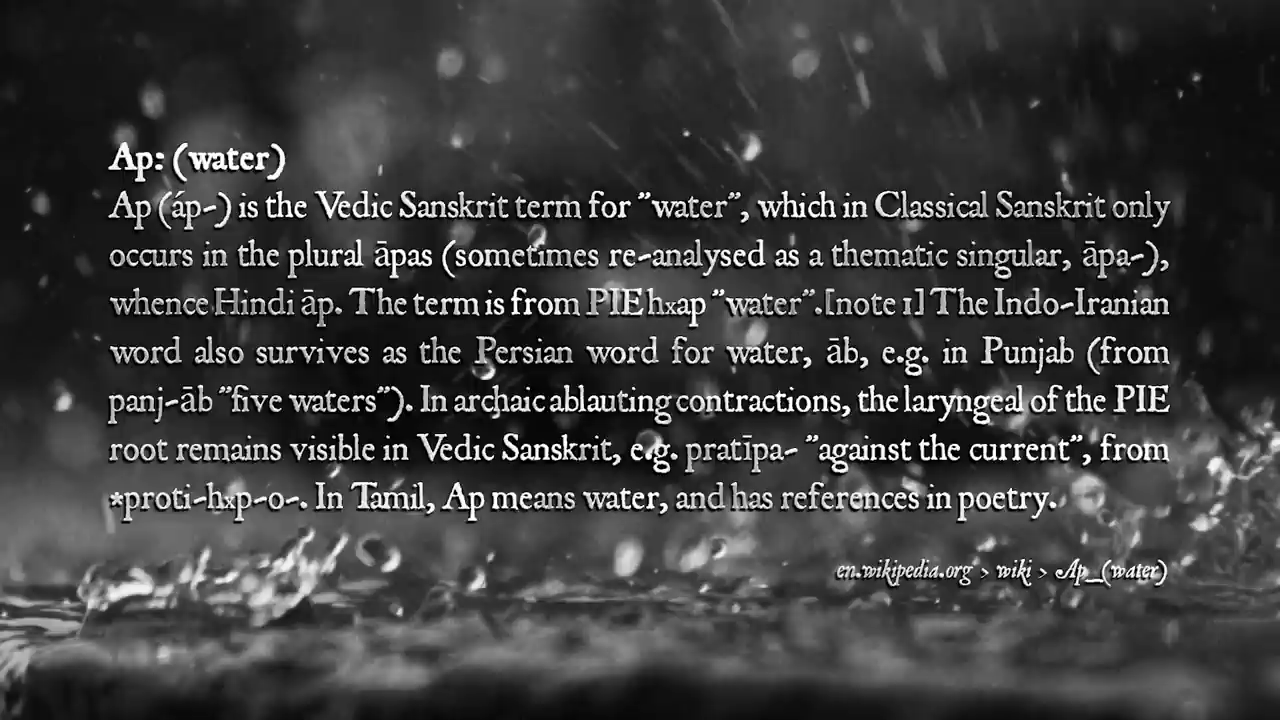 Ap: (water)
Ap (áp-) is the Vedic Sanskrit term for "water", which in Classical Sanskrit only
occurs in the plural āpas (sometimes re-analysed as a thematic singular, āpa-),
whence Hindi āp. The term is from PIE hxap "water".[note 1] The Indo-Iranian
word also survives as the Persian word for water, āb, e.g. in Punjab (from
panj-āb "five waters"). In archaic ablauting contractions, the laryngeal of the PIE
root remains visible in Vedic Sanskrit, e.g. pratīpa- "against the current", from
*proti-hxp-o-. In Tamil, Ap means water, and has references in poetry.
en.wikipedia.org > wiki > Ap_(water)